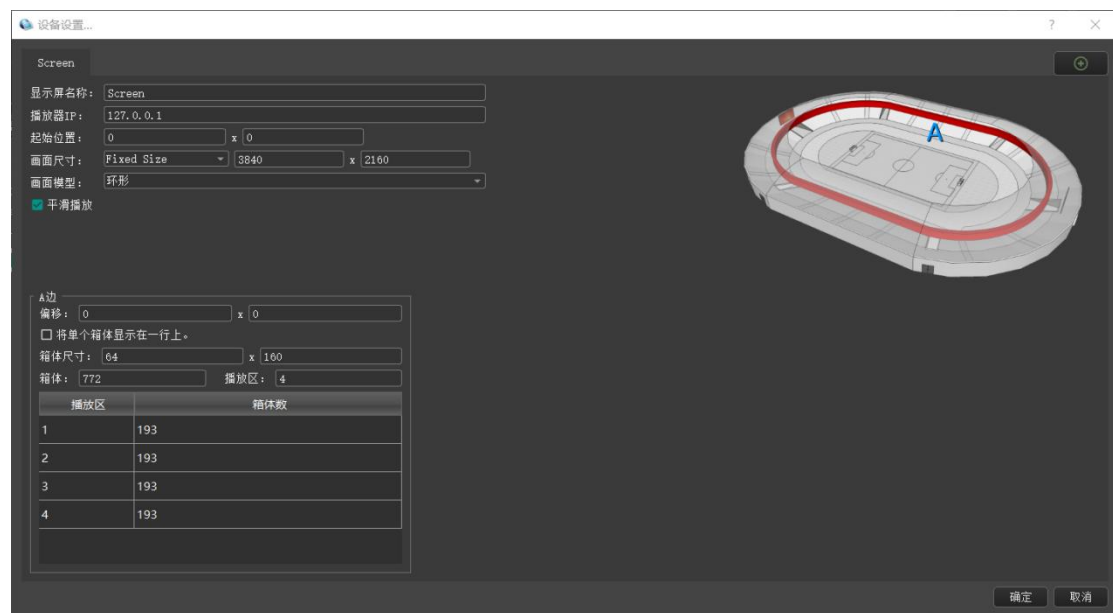 设备设置...
Screen
显示屏名称: Screen
播放器IP: 127.0.0.1
起始位置: 0 x 0
画面尺寸: Fixed Size 3840 x 2160
画面模型: 环形
平滑播放
A
A边
偏移: 0 x 0
将单个箱体显示在一行上。
箱体尺寸: 64 x 160
箱体: 772 播放区: 4
播放区 箱体数
1 193
2 193
3 193
4 193
确定 取消